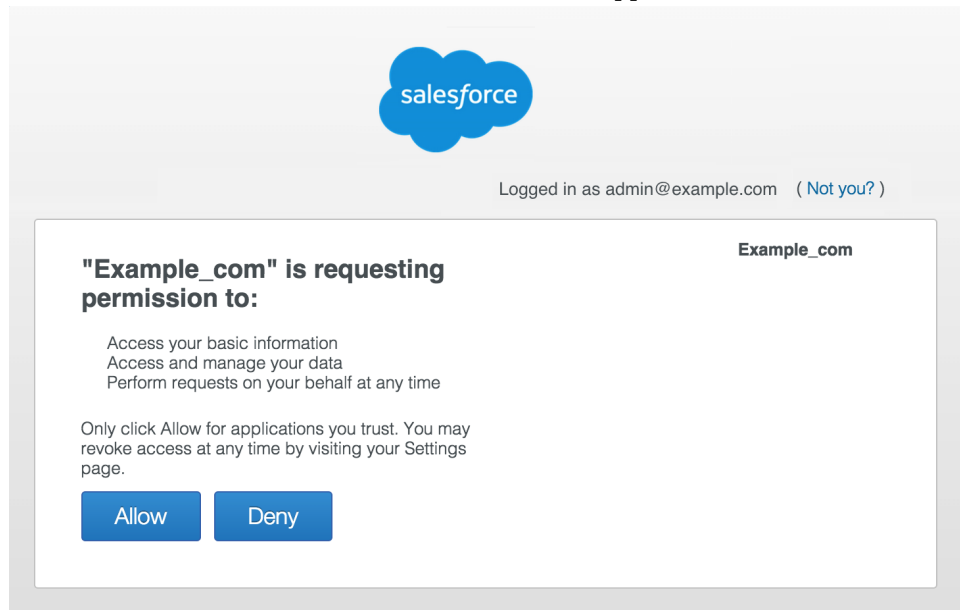 salesforce
Logged in as admin@example.com ( Not you? )
Example_com
"Example_com" is requesting
permission to:
Access your basic information
Access and manage your data
Perform requests on your behalf at any time
Only click Allow for applications you trust. You may
revoke access at any time by visiting your Settings
page.
Allow Deny